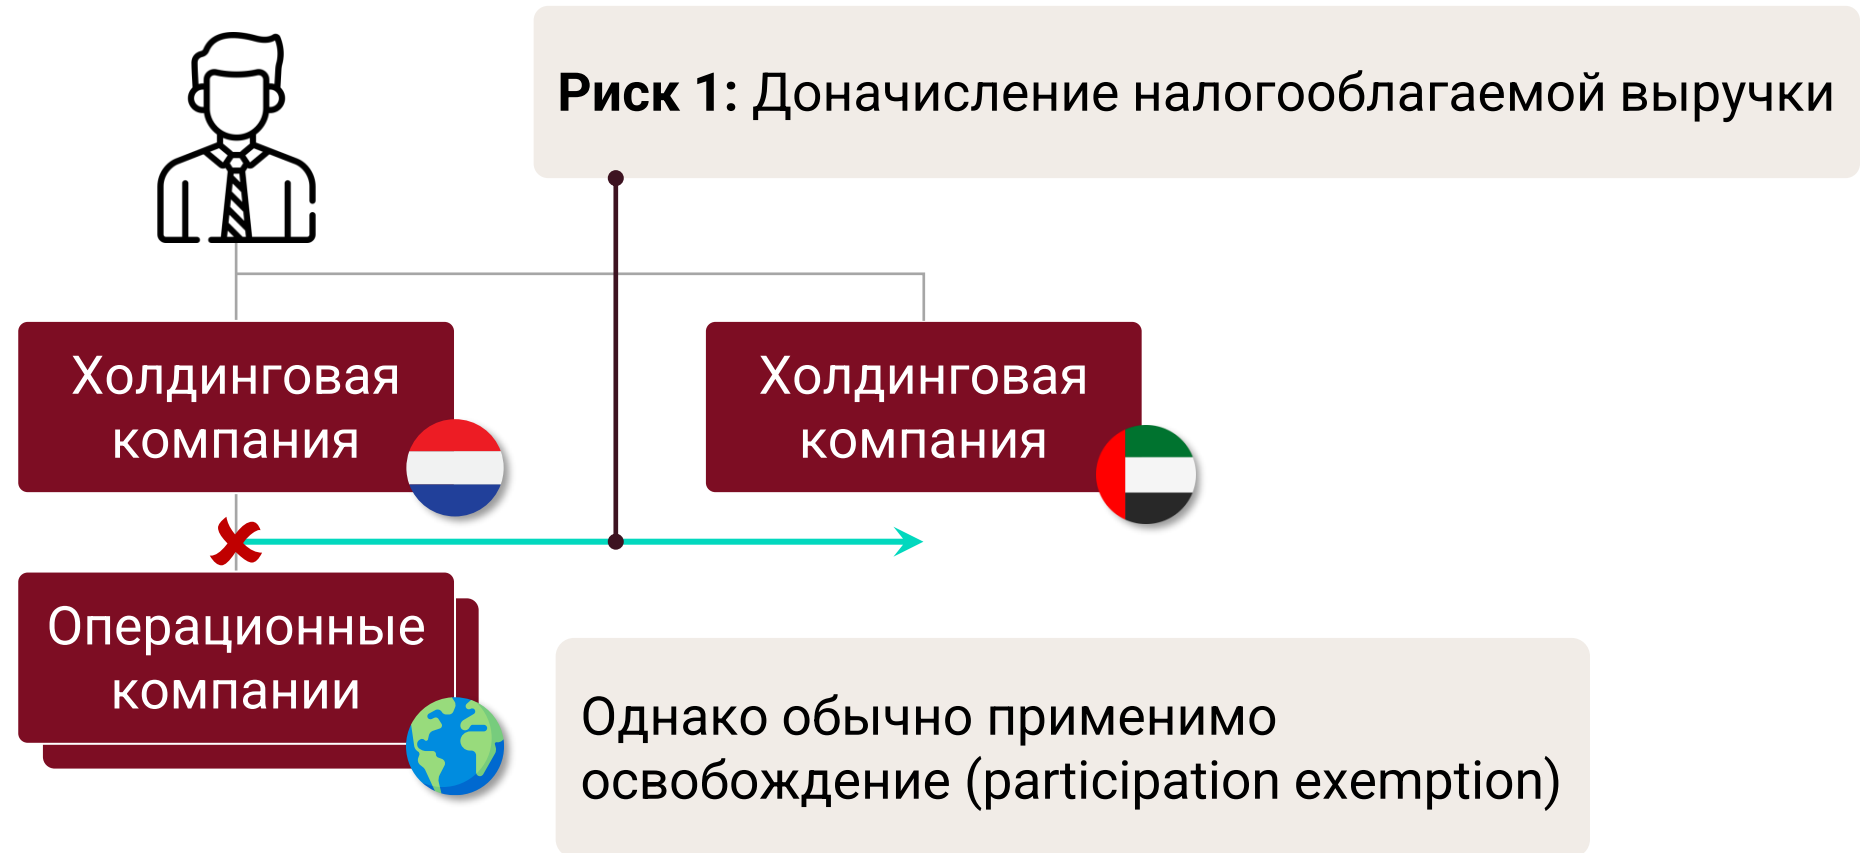 Риск 1: Доначисление налогооблагаемой выручки
Холдинговая
компания
Холдинговая
компания
Операционные
компании
Однако обычно применимо
освобождение (participation exemption)